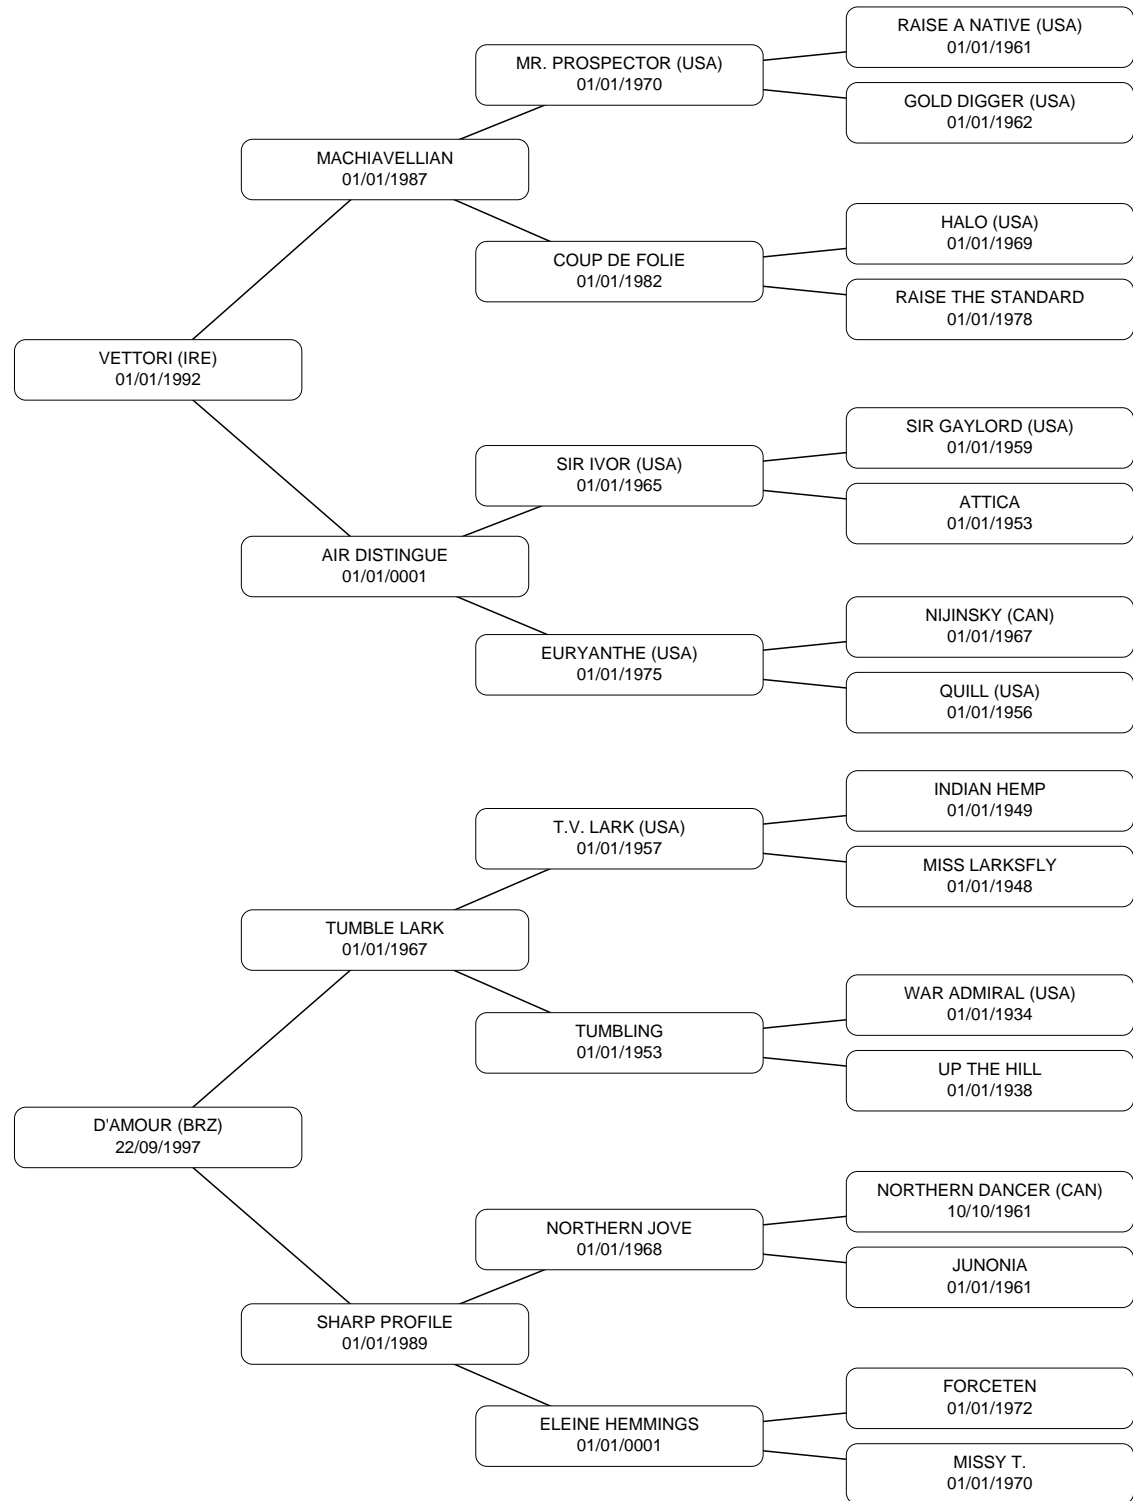 RAISE A NATIVE (USA)
01/01/1961
MR. PROSPECTOR (USA)
01/01/1970
GOLD DIGGER (USA)
01/01/1962
MACHIAVELLIAN
01/01/1987
HALO (USA)
01/01/1969
COUP DE FOLIE
01/01/1982
RAISE THE STANDARD
01/01/1978
VETTORI (IRE)
01/01/1992
SIR GAYLORD (USA)
01/01/1959
SIR IVOR (USA)
01/01/1965
ATTICA
01/01/1953
AIR DISTINGUE
01/01/0001
NIJINSKY (CAN)
01/01/1967
EURYANTHE (USA)
01/01/1975
QUILL (USA)
01/01/1956
INDIAN HEMP
01/01/1949
T.V. LARK (USA)
01/01/1957
MISS LARKSFLY
01/01/1948
TUMBLE LARK
01/01/1967
WAR ADMIRAL (USA)
01/01/1934
TUMBLING
01/01/1953
UP THE HILL
01/01/1938
D'AMOUR (BRZ)
22/09/1997
NORTHERN DANCER (CAN)
10/10/1961
NORTHERN JOVE
01/01/1968
JUNONIA
01/01/1961
SHARP PROFILE
01/01/1989
FORCETEN
01/01/1972
ELEINE HEMMINGS
01/01/0001
MISSY T.
01/01/1970